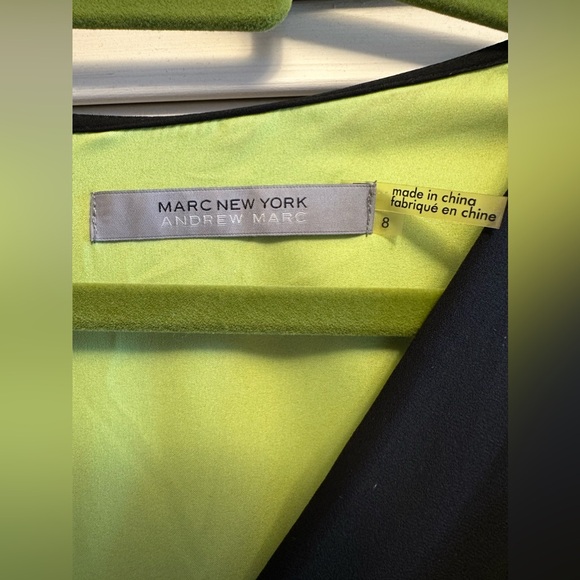 MARC NEW YORK
ANDREW MARC
8
made in china
fabriqué en chine